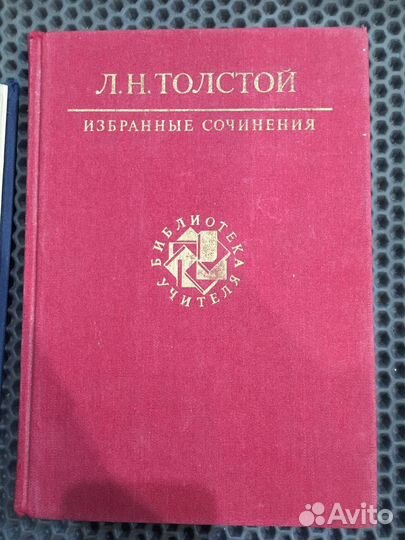 Л.Н.ТОЛСТОЙ
ИЗБРАННЫЕ СОЧИНЕНИЯ
БИБЛИОТЕКА
УЧИТЕЛЯ
Avito